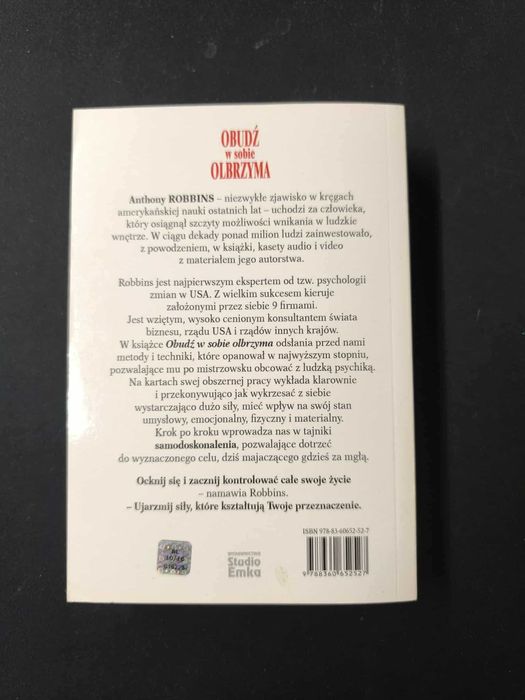 OBUDŹ
w sobie
OLBRZYMA
Anthony ROBBINS – niezwykłe zjawisko w kręgach
amerykańskiej nauki ostatnich lat – uchodzi za człowieka,
który osiągnął szczyty możliwości wnikania w ludzkie
wnętrze. W ciągu dekady ponad milion ludzi zainwestowało,
z powodzeniem, w książki, kasety audio i video
z materiałem jego autorstwa.
Robbins jest najpierwszym ekspertem od tzw. psychologii
zmian w USA. Z wielkim sukcesem kieruje
założonymi przez siebie 9 firmami.
Jest wziętym, wysoko cenionym konsultantem świata
biznesu, rządu USA i rządów innych krajów.
W książce Obudź w sobie olbrzyma odsłania przed nami
metody i techniki, które opanował w najwyższym stopniu,
pozwalające mu po mistrzowsku obcować z ludzką psychiką.
Na kartach swej obszernej pracy wykłada klarownie
i przekonywująco jak wykrzesać z siebie
wystarczająco dużo siły, mieć wpływ na swój stan
umysłowy, emocjonalny, fizyczny i materialny.
Krok po kroku wprowadza nas w tajniki
samodoskonalenia, pozwalające dotrzeć
do wyznaczonego celu, dziś majaczącego gdzieś za mgłą.
Ocknij się i zacznij kontrolować całe swoje życie
– namawia Robbins.
– Ujarzmij siły, które kształtują Twoje przeznaczenie.
ISBN 978-83-60652-52-7
WYDAWNICTWO
Studio
Emka
9 788360 652527